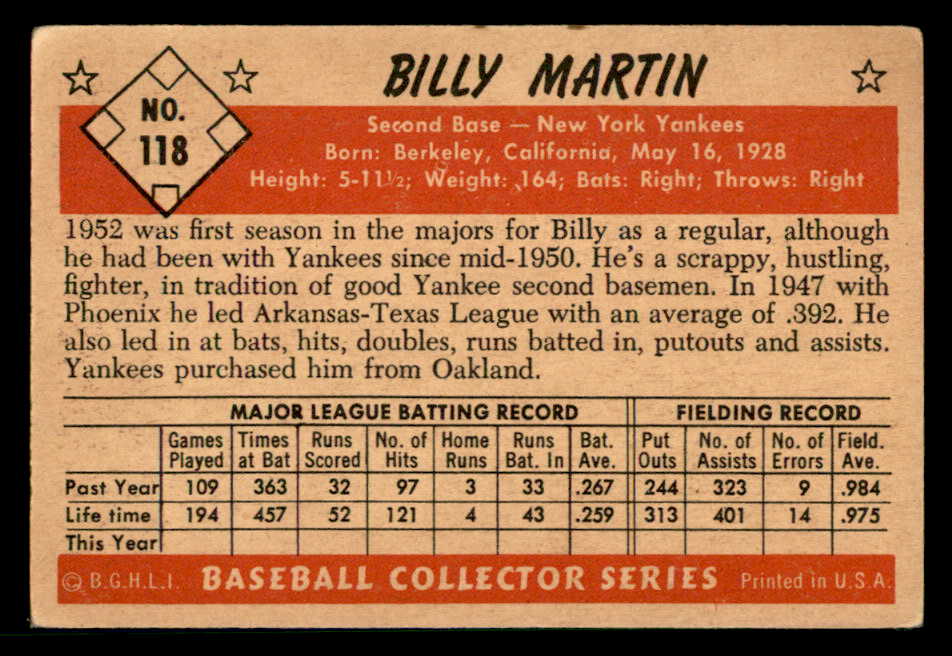 BILLY MARTIN
NO.
118
Second Base — New York Yankees
Born: Berkeley, California, May 16, 1928
Height: 5-11½; Weight: 164; Bats: Right; Throws: Right
1952 was first season in the majors for Billy as a regular, although
he had been with Yankees since mid-1950. He's a scrappy, hustling,
fighter, in tradition of good Yankee second basemen. In 1947 with
Phoenix he led Arkansas-Texas League with an average of .392. He
also led in at bats, hits, doubles, runs batted in, putouts and assists.
Yankees purchased him from Oakland.
MAJOR LEAGUE BATTING RECORD FIELDING RECORD
Games Times Runs No. of Home Runs Bat. Put No. of No. of Field.
Played at Bat Scored Hits Runs Bat. In Ave. Outs Assists Errors Ave.
Past Year 109 363 32 97 3 33 .267 244 323 9 .984
Life time 194 457 52 121 4 43 .259 313 401 14 .975
This Year
© B.G.H.L.I. BASEBALL COLLECTOR SERIES Printed in U.S.A.